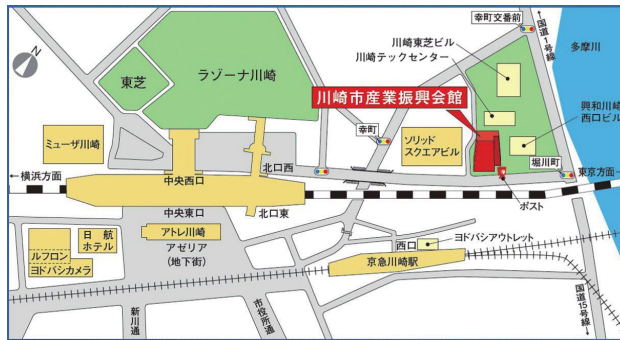 幸町交番前
国道1号線
多摩川
N
川崎東芝ビル
川崎テックセンター
ラゾーナ川崎
東芝
川崎市産業振興会館
興和川崎
西口ビル
幸町
ソリッド
スクエアビル
ミューザ川崎
北口西
堀川町
←横浜方面
中央西口
東京方面→
ポスト
中央東口
北口東
日航
ホテル
アトレ川崎
アゼリア
(地下街)
西口
ヨドバシアウトレット
ルフロン
ヨドバシカメラ
京急川崎駅
新川通
市役所通
国道15号線